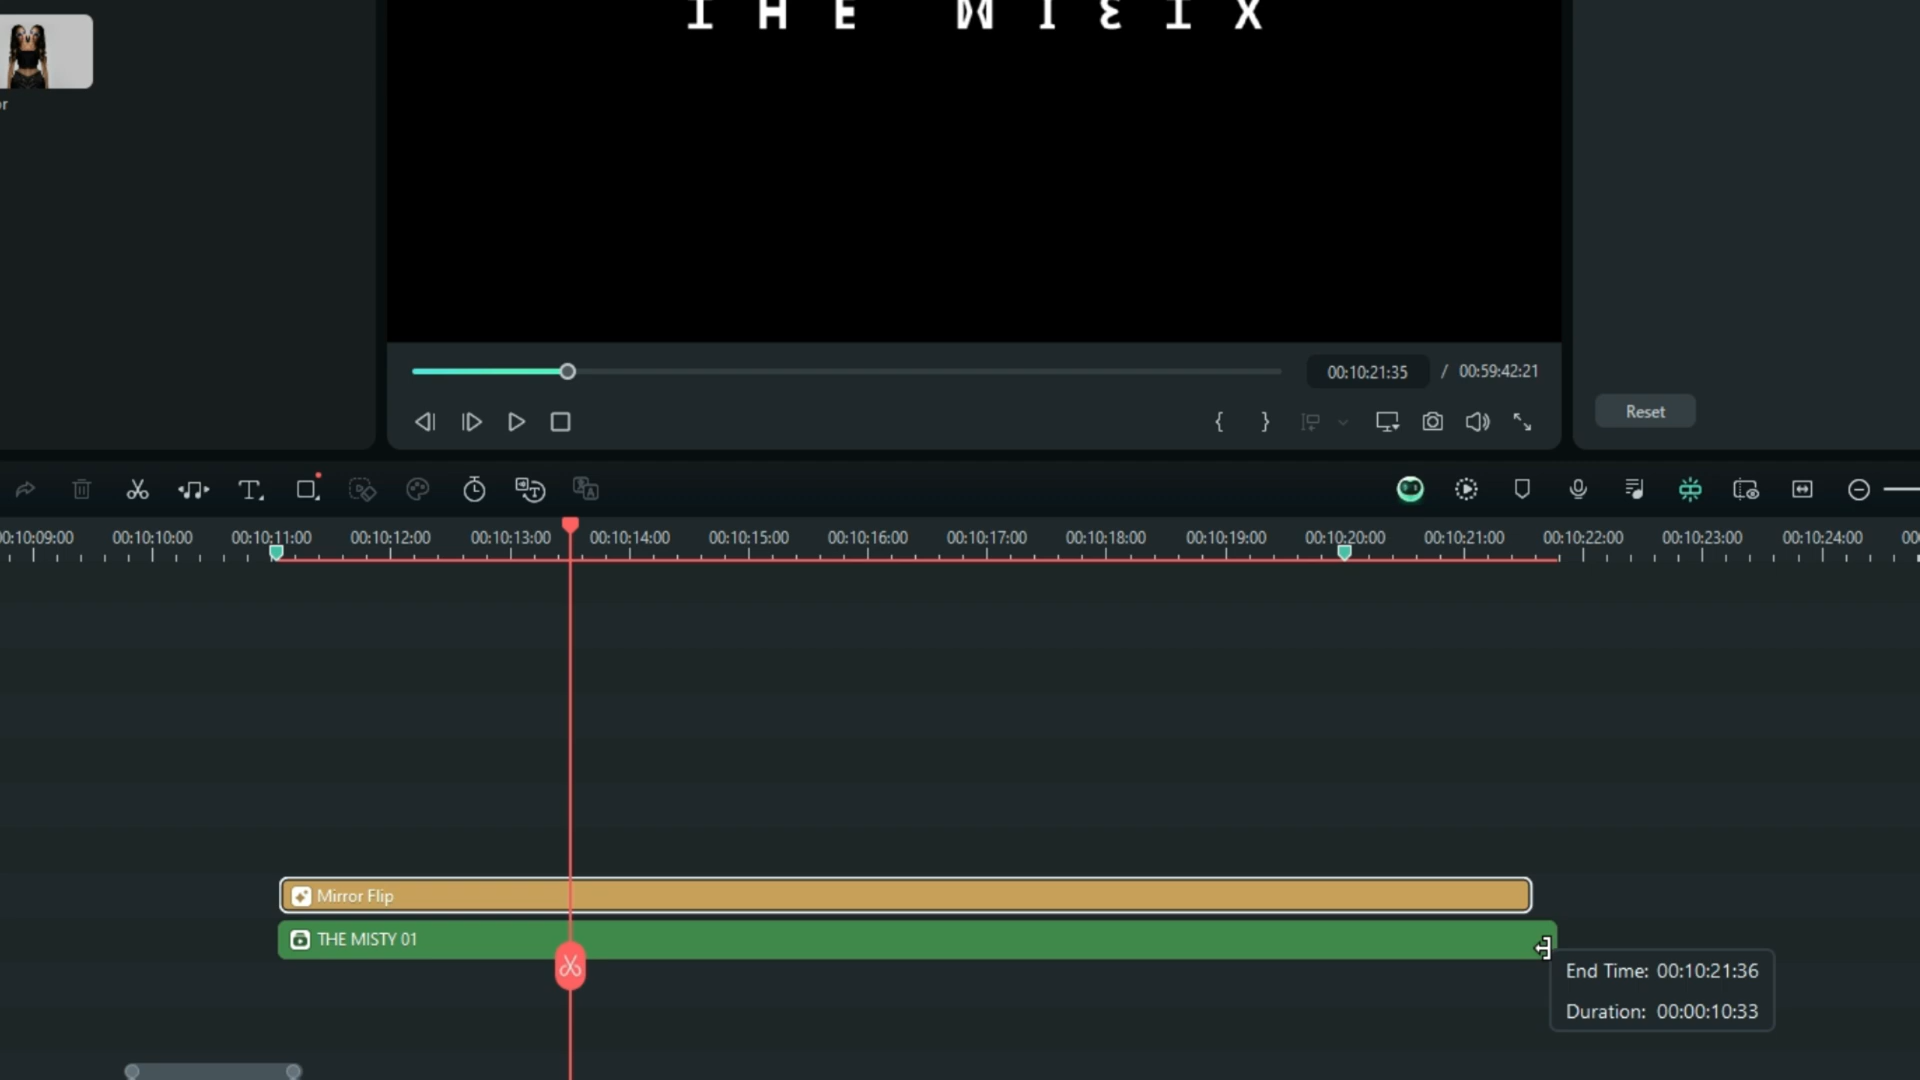 T H E
or
00:10:21:35 / 00:59:42:21
Reset
0:10:09:00 00:10:10:00 00:10:11:00 00:10:12:00 00:10:13:00 00:10:14:00 00:10:15:00 00:10:16:00 00:10:17:00 00:10:18:00 00:10:19:00 00:10:20:00 00:10:21:00 00:10:22:00 00:10:23:00 00:10:24:00 00
Mirror Flip
THE MISTY 01
End Time: 00:10:21:36
Duration: 00:00:10:33